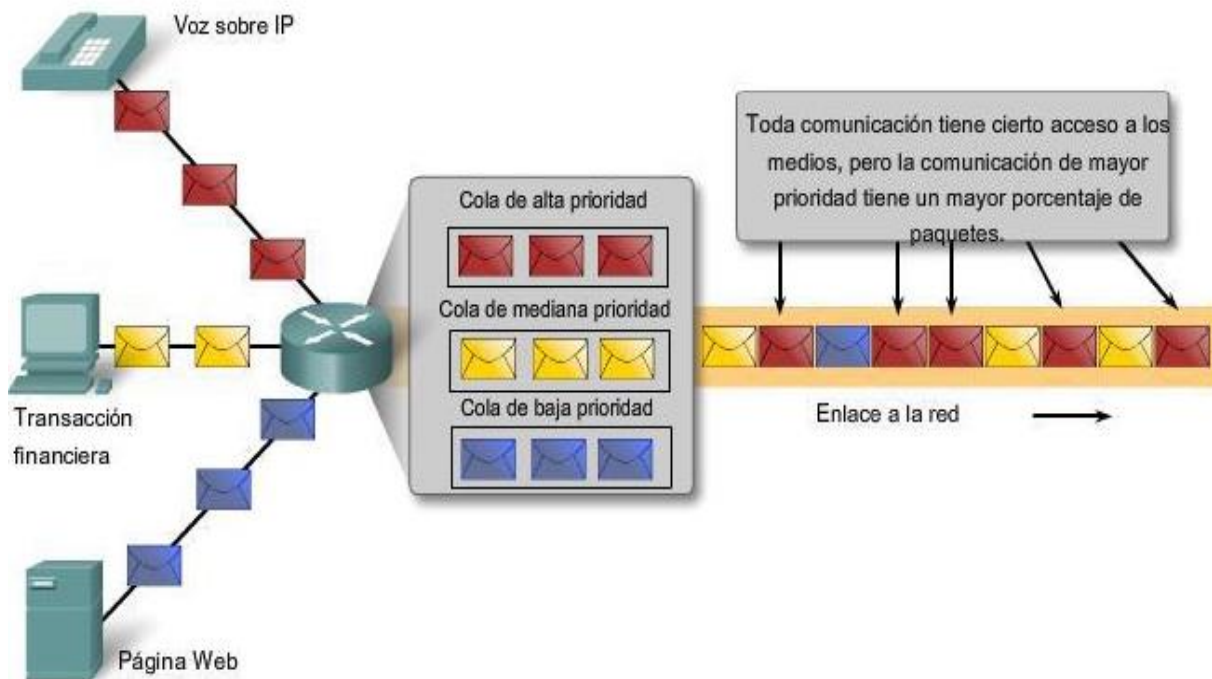 Voz sobre IP
Toda comunicación tiene cierto acceso a los
medios, pero la comunicación de mayor
prioridad tiene un mayor porcentaje de
paquetes.
Cola de alta prioridad
Cola de mediana prioridad
Cola de baja prioridad
Enlace a la red
Transacción
financiera
Página Web